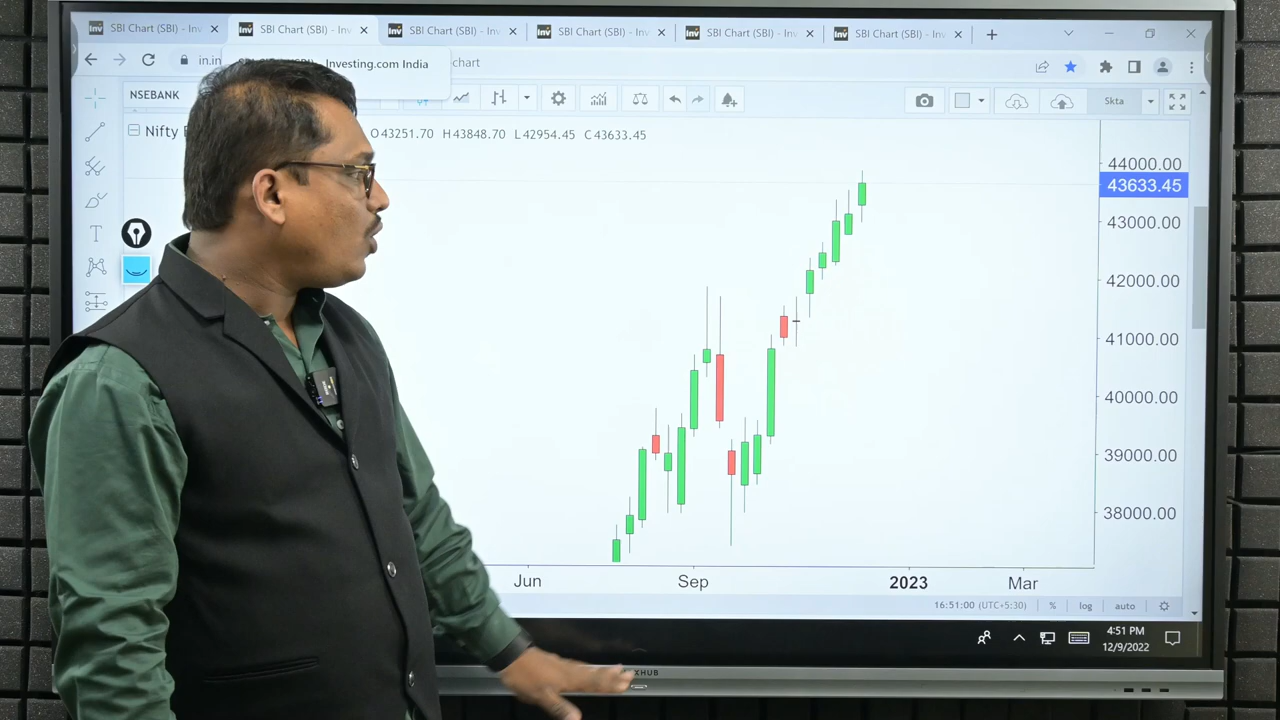 SBI Chart (SBI) - Inv
SBI Chart (SBI) - Inv
SBI Chart (SBI) - Inv
SBI Chart (SBI) - Inv
SBI Chart (SBI) - Inv
SBI Chart (SBI) - Inv
in.in
Investing.com India
chart
NSEBANK
Skta
Nifty
O43251.70 H43848.70 L42954.45 C43633.45
44000.00
43633.45
43000.00
42000.00
41000.00
40000.00
39000.00
38000.00
Jun Sep 2023 Mar
16:51:00 (UTC+5:30) % log auto
4:51 PM
12/9/2022